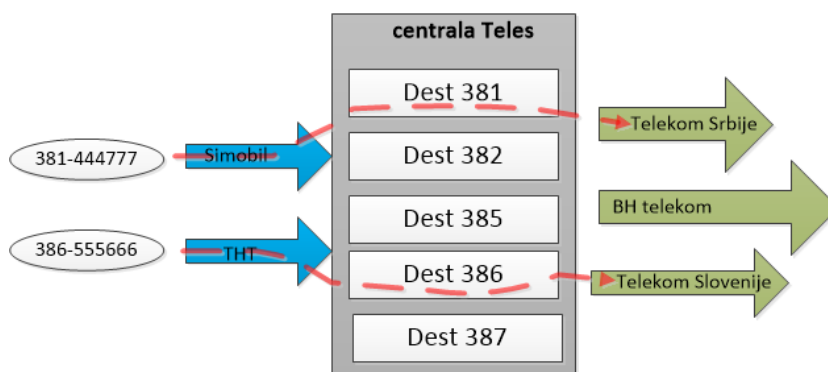 centrala Teles
Dest 381
Telekom Srbije
381-444777
Simobil
Dest 382
Dest 385
BH telekom
386-555666
THT
Dest 386
Telekom Slovenije
Dest 387